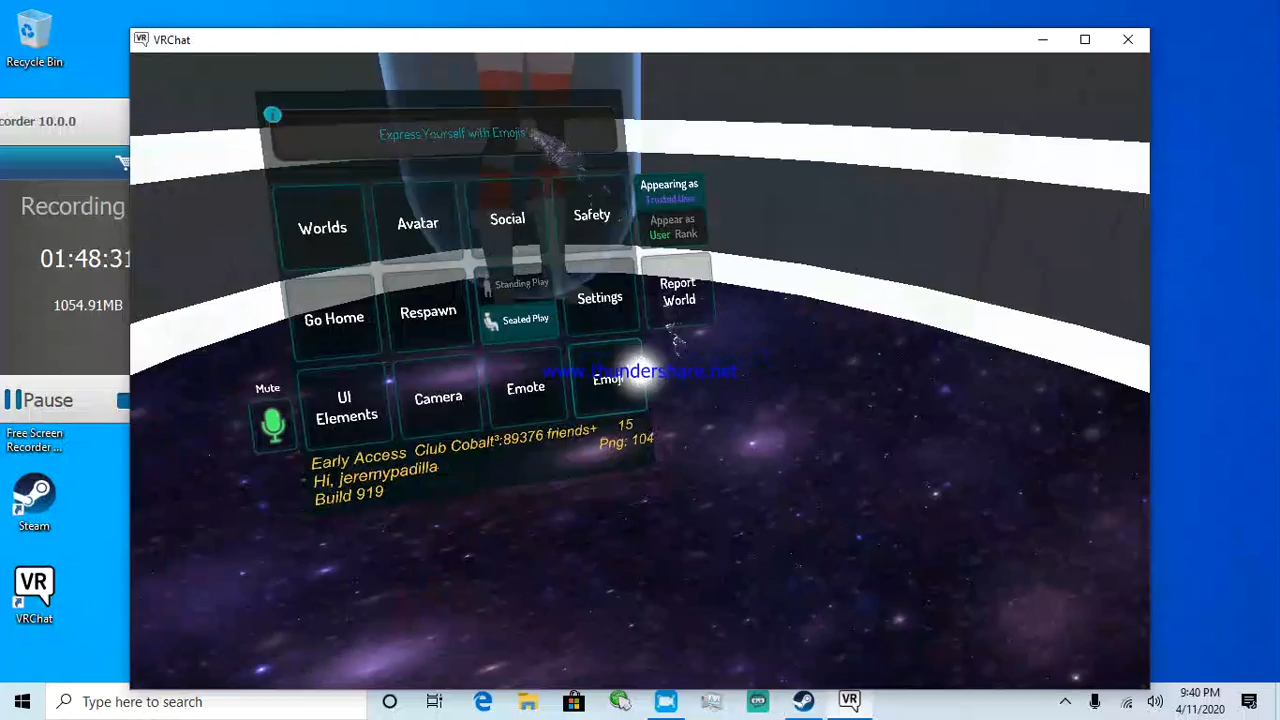 Recycle Bin
corder 10.0.0
Recording
01:48:31
1054.91MB
Pause
Free Screen
Recorder ...
Steam
VRChat
VRChat
Express Yourself with Emojis
Worlds
Avatar
Social
Safety
Appearing as
Trusted User
Appear as
User Rank
Go Home
Respawn
Standing Play
Seated Play
Settings
Report
World
Mute
UI
Elements
Camera
Emote
Emoji
www.thundershare.net
Early Access Club Cobalt³:89376 friends+
15
Hi, jeremypadilla
Png: 104
Build 919
Type here to search
9:40 PM
4/11/2020